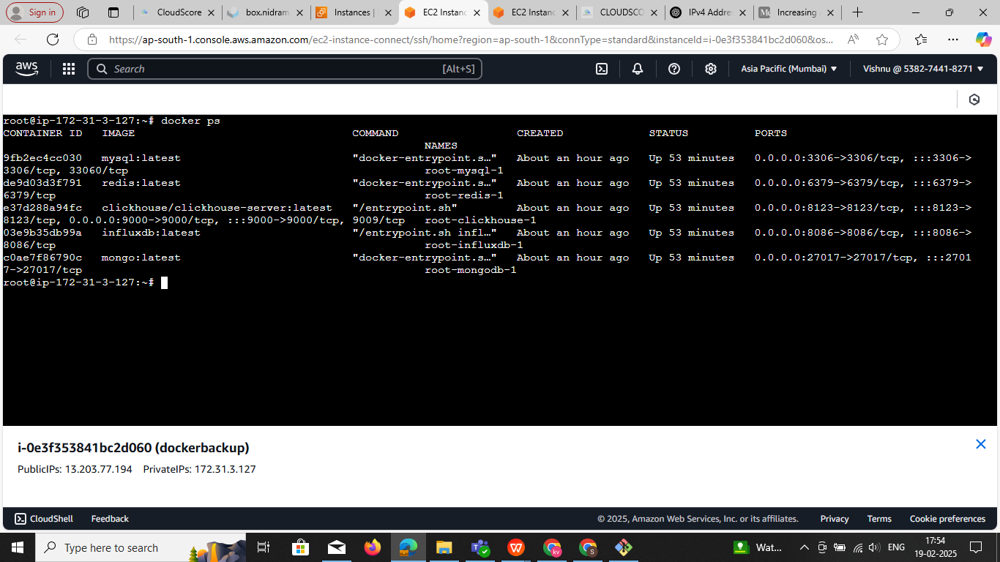 Sign in
CloudScore
box.nidram
Instances |
EC2 Instanc
EC2 Instanc
CLOUDSCO
IPv4 Addre
Increasing
https://ap-south-1.console.aws.amazon.com/ec2-instance-connect/ssh/home?region=ap-south-1&connType=standard&instanceId=i-0e3f353841bc2d060&os...
aws
Search
[Alt+S]
Asia Pacific (Mumbai)
Vishnu @ 5382-7441-8271
root@ip-172-31-3-127:~# docker ps
CONTAINER ID   IMAGE   COMMAND   CREATED   STATUS   PORTS
NAMES
9fb2ec4cc030   mysql:latest   "docker-entrypoint.s…"   About an hour ago   Up 53 minutes   0.0.0.0:3306->3306/tcp, :::3306->
3306/tcp, 33060/tcp   root-mysql-1
de9d03d3f791   redis:latest   "docker-entrypoint.s…"   About an hour ago   Up 53 minutes   0.0.0.0:6379->6379/tcp, :::6379->
6379/tcp   root-redis-1
e37d288a94fc   clickhouse/clickhouse-server:latest   "/entrypoint.sh"   About an hour ago   Up 53 minutes   0.0.0.0:8123->8123/tcp, :::8123->
8123/tcp, 0.0.0.0:9000->9000/tcp, :::9000->9000/tcp, 9009/tcp   root-clickhouse-1
03e9b35db99a   influxdb:latest   "/entrypoint.sh infl…"   About an hour ago   Up 53 minutes   0.0.0.0:8086->8086/tcp, :::8086->
8086/tcp   root-influxdb-1
c0ae7f86790c   mongo:latest   "docker-entrypoint.s…"   About an hour ago   Up 53 minutes   0.0.0.0:27017->27017/tcp, :::2701
7->27017/tcp   root-mongodb-1
root@ip-172-31-3-127:~#
i-0e3f353841bc2d060 (dockerbackup)
PublicIPs: 13.203.77.194   PrivateIPs: 172.31.3.127
CloudShell
Feedback
© 2025, Amazon Web Services, Inc. or its affiliates.
Privacy
Terms
Cookie preferences
Type here to search
Wat...
ENG
17:54
19-02-2025